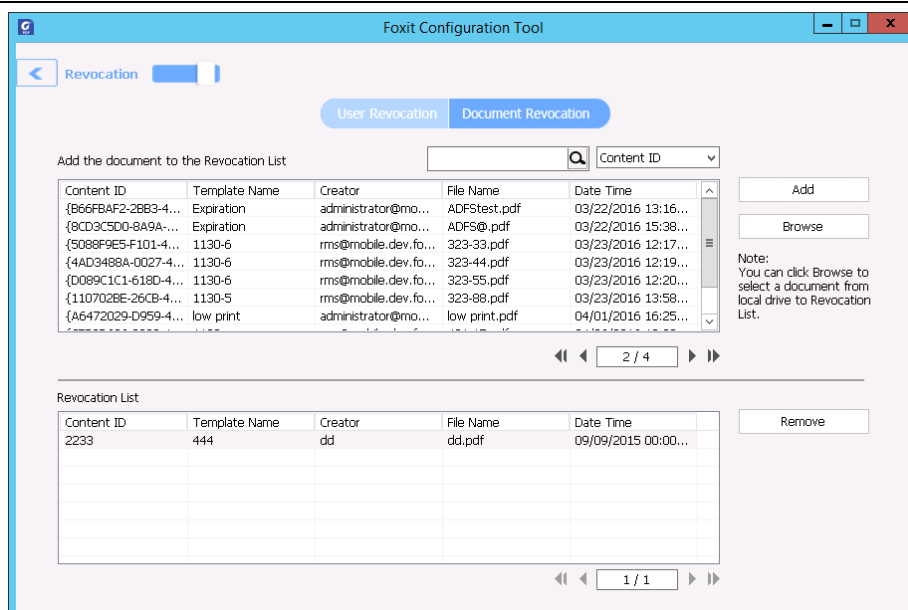 Foxit Configuration Tool
Revocation
User Revocation Document Revocation
Add the document to the Revocation List Content ID
Content ID Template Name Creator File Name Date Time
{B66FBAF2-2BB3-4... Expiration administrator@mo... ADFStest.pdf 03/22/2016 13:16...
{8CD3C5D0-8A9A-... Expiration administrator@mo... ADFS@.pdf 03/22/2016 15:38...
{5088F9E5-F101-4... 1130-6 rms@mobile.dev.fo... 323-33.pdf 03/23/2016 12:17...
{4AD3488A-0027-4... 1130-6 rms@mobile.dev.fo... 323-44.pdf 03/23/2016 12:19...
{D089C1C1-618D-4... 1130-6 rms@mobile.dev.fo... 323-55.pdf 03/23/2016 12:20...
{110702BE-26CB-4... 1130-5 rms@mobile.dev.fo... 323-88.pdf 03/23/2016 13:58...
{A6472029-D959-4... low print administrator@mo... low print.pdf 04/01/2016 16:25...
Add
Browse
Note:
You can click Browse to
select a document from
local drive to Revocation
List.
2 / 4
Revocation List
Content ID Template Name Creator File Name Date Time
2233 444 dd dd.pdf 09/09/2015 00:00...
Remove
1 / 1